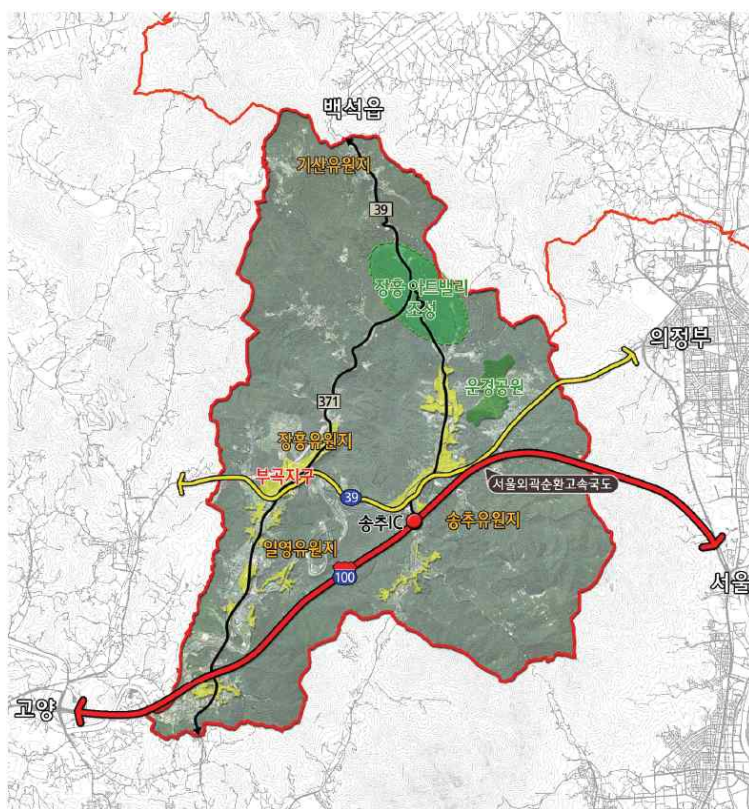 백석읍
기산유원지
39
장흥 아트밸리
조성
의정부
운경공원
371
장흥유원지
부곡지구
39
서울외곽순환고속국도
송추IC
송추유원지
일영유원지
100
서울
고양